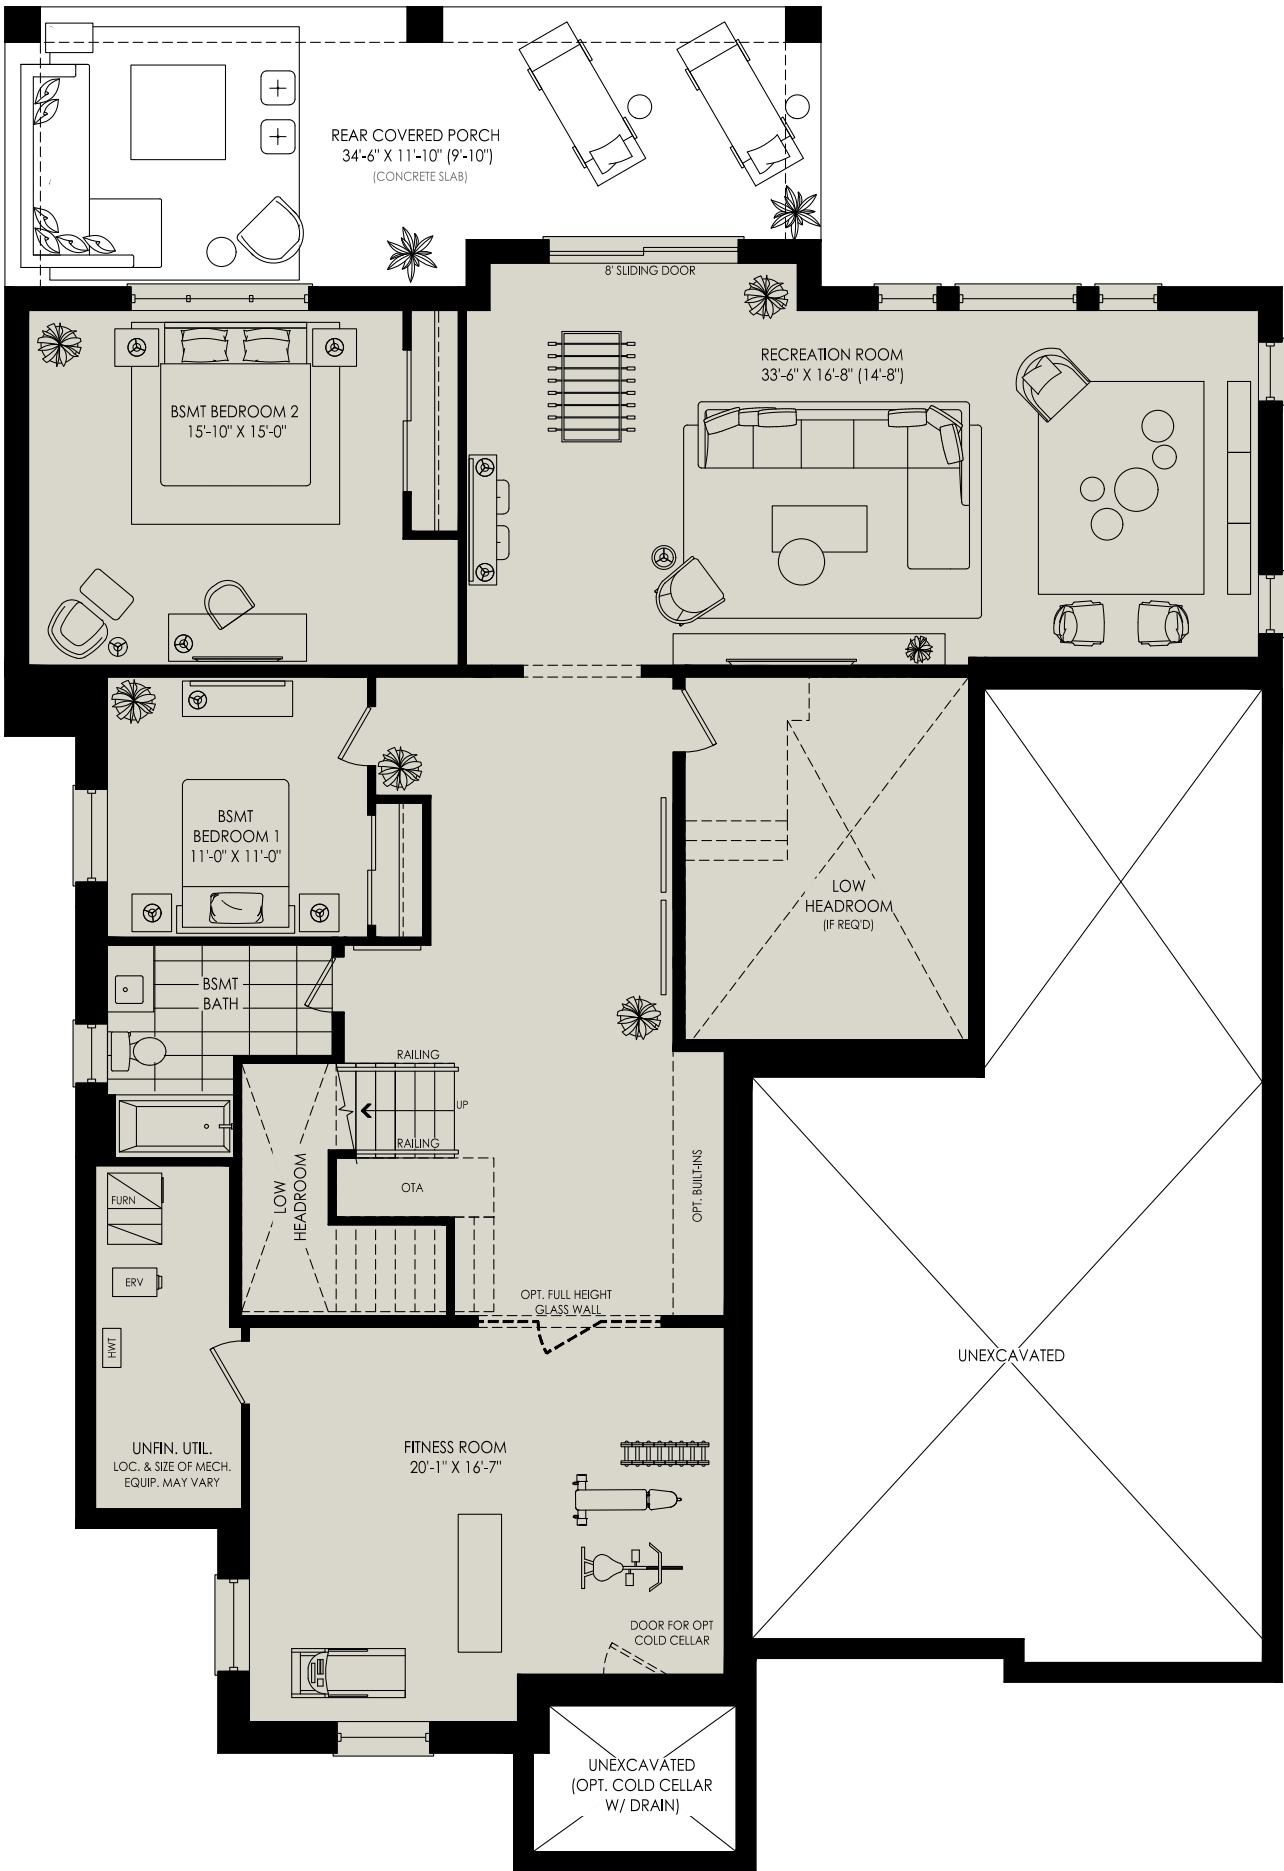 REAR COVERED PORCH
34'-6" X 11'-10" (9'-10")
(CONCRETE SLAB)
8' SLIDING DOOR
RECREATION ROOM
33'-6" X 16'-8" (14'-8")
BSMT BEDROOM 2
15'-10" X 15'-0"
BSMT
BEDROOM 1
11'-0" X 11'-0"
LOW
HEADROOM
(IF REQ'D)
BSMT
BATH
RAILING
UP
RAILING
LOW
HEADROOM
OTA
OPT. BUILT-INS
FURN
ERV
HWT
OPT. FULL HEIGHT
GLASS WALL
UNEXCAVATED
UNFIN. UTIL.
LOC. & SIZE OF MECH.
EQUIP. MAY VARY
FITNESS ROOM
20'-1" X 16'-7"
DOOR FOR OPT
COLD CELLAR
UNEXCAVATED
(OPT. COLD CELLAR
W/ DRAIN)